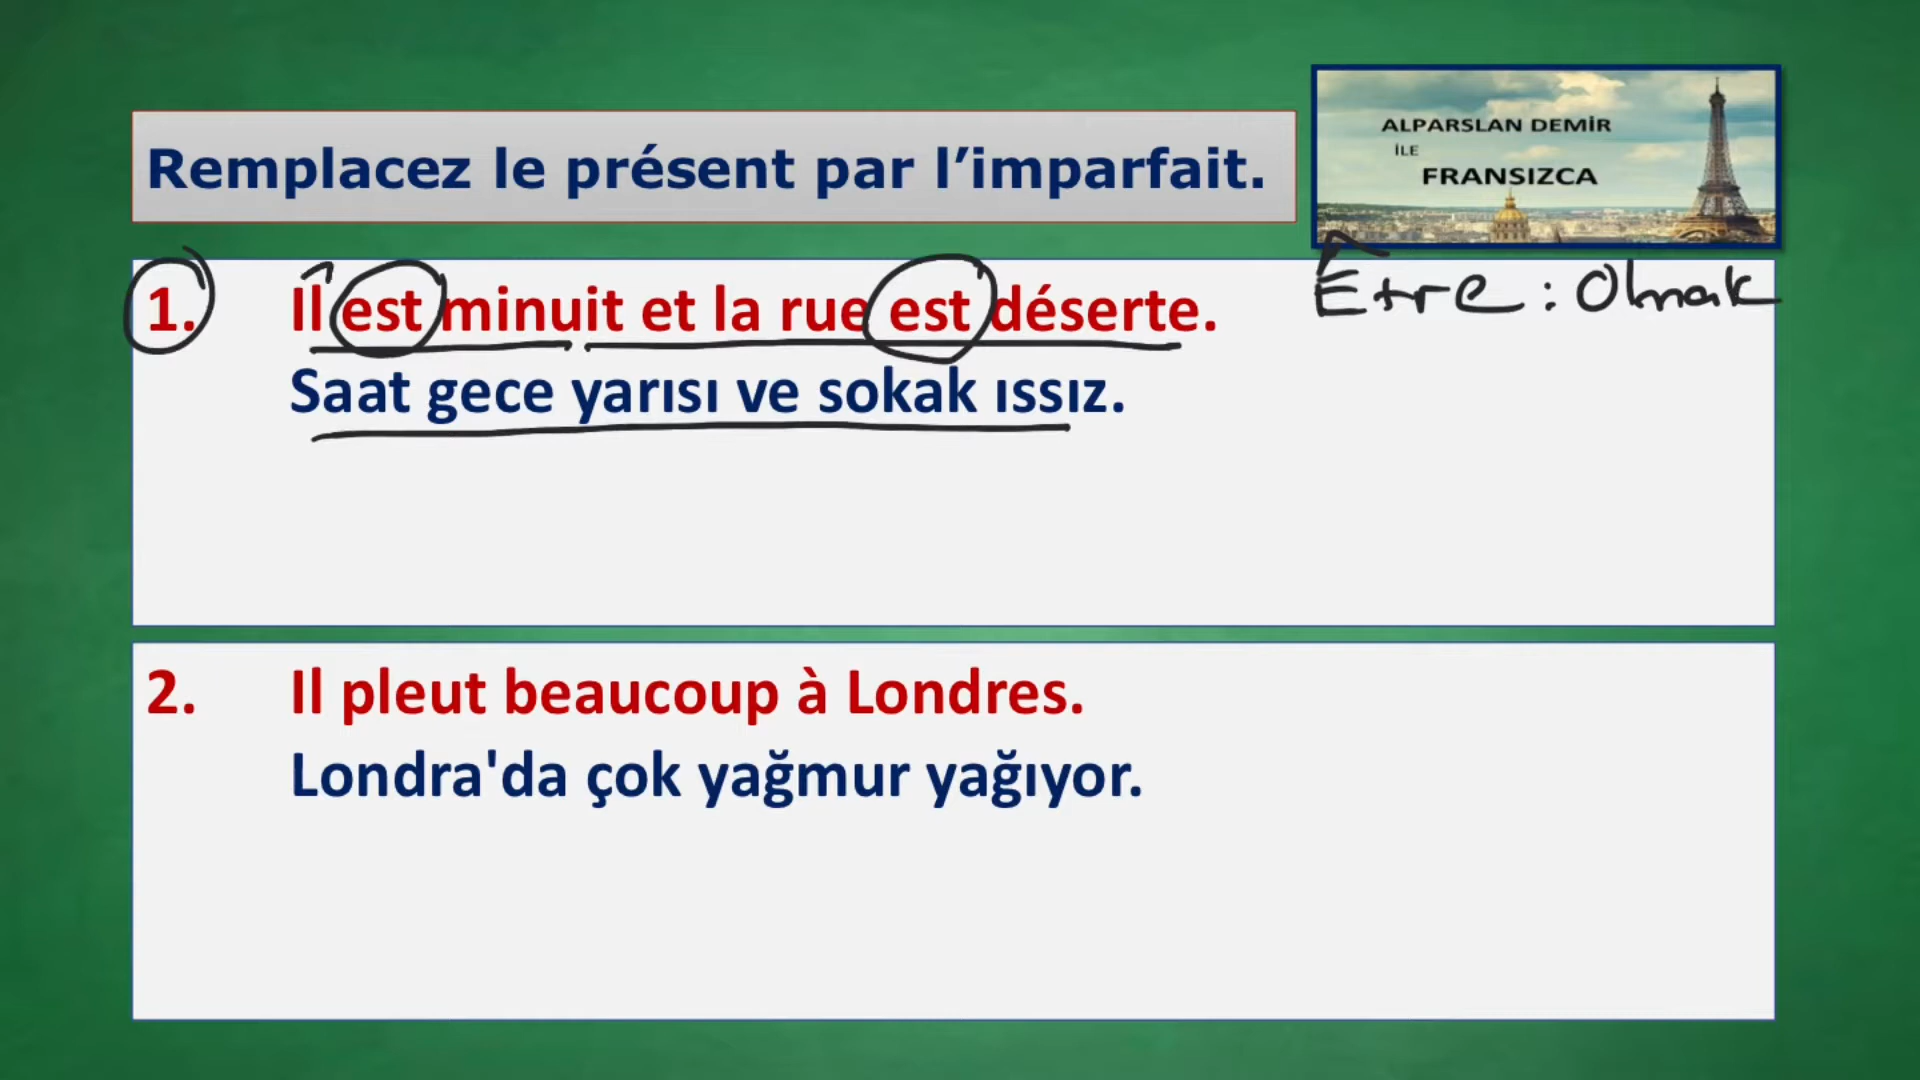 ALPARSLAN DEMİR
İLE
FRANSIZCA
Remplacez le présent par l’imparfait.
Être : Olmak
1. Il est minuit et la rue est déserte.
Saat gece yarısı ve sokak ıssız.
2. Il pleut beaucoup à Londres.
Londra'da çok yağmur yağıyor.